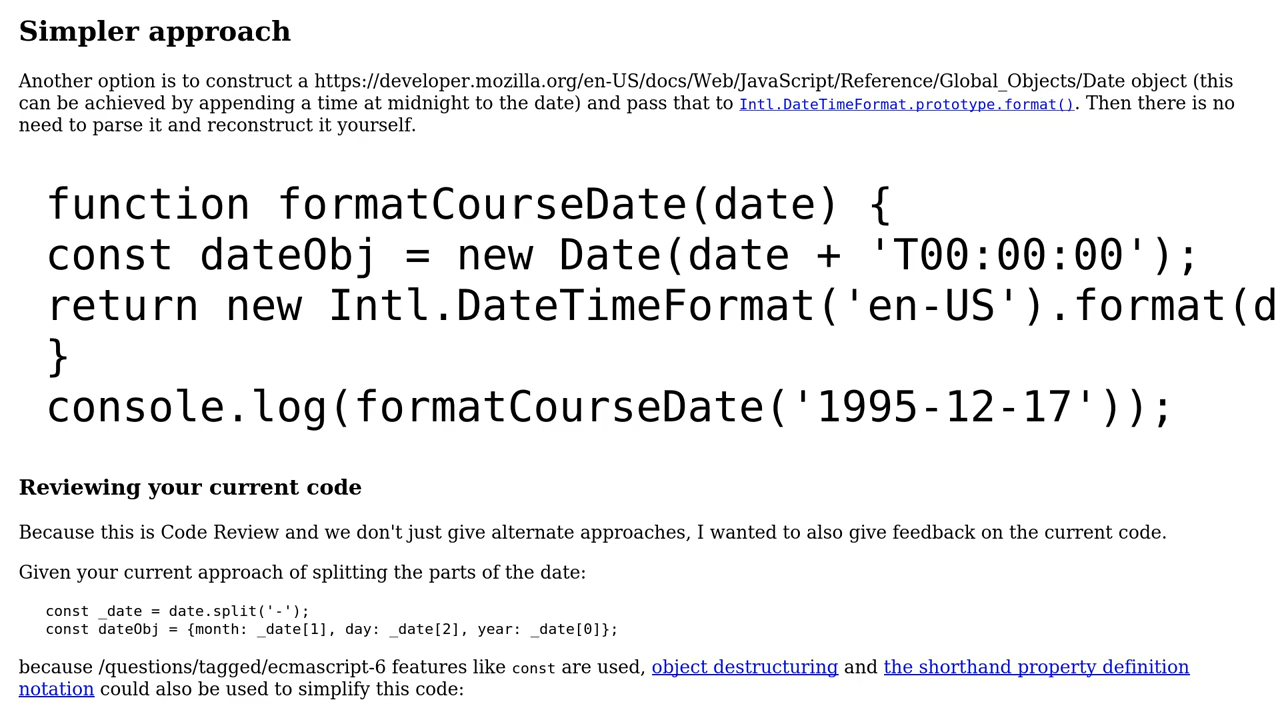 Simpler approach
Another option is to construct a https://developer.mozilla.org/en-US/docs/Web/JavaScript/Reference/Global_Objects/Date object (this
can be achieved by appending a time at midnight to the date) and pass that to Intl.DateTimeFormat.prototype.format(). Then there is no
need to parse it and reconstruct it yourself.
function formatCourseDate(date) {
const dateObj = new Date(date + 'T00:00:00');
return new Intl.DateTimeFormat('en-US').format(d
}
console.log(formatCourseDate('1995-12-17'));
Reviewing your current code
Because this is Code Review and we don't just give alternate approaches, I wanted to also give feedback on the current code.
Given your current approach of splitting the parts of the date:
const _date = date.split('-');
const dateObj = {month: _date[1], day: _date[2], year: _date[0]};
because /questions/tagged/ecmascript-6 features like const are used, object destructuring and the shorthand property definition
notation could also be used to simplify this code: